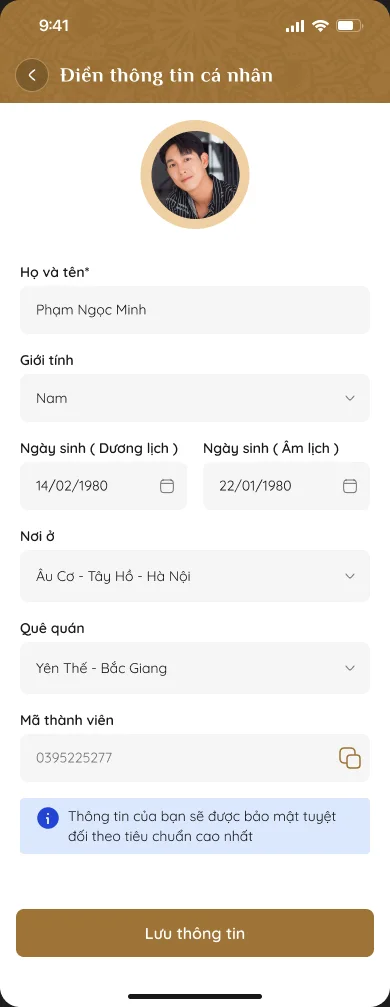 9:41
Điền thông tin cá nhân
Họ và tên*
Phạm Ngọc Minh
Giới tính
Nam
Ngày sinh ( Dương lịch )
Ngày sinh ( Âm lịch )
14/02/1980
22/01/1980
Nơi ở
Âu Cơ - Tây Hồ - Hà Nội
Quê quán
Yên Thế - Bắc Giang
Mã thành viên
0395225277
Thông tin của bạn sẽ được bảo mật tuyệt
đối theo tiêu chuẩn cao nhất
Lưu thông tin